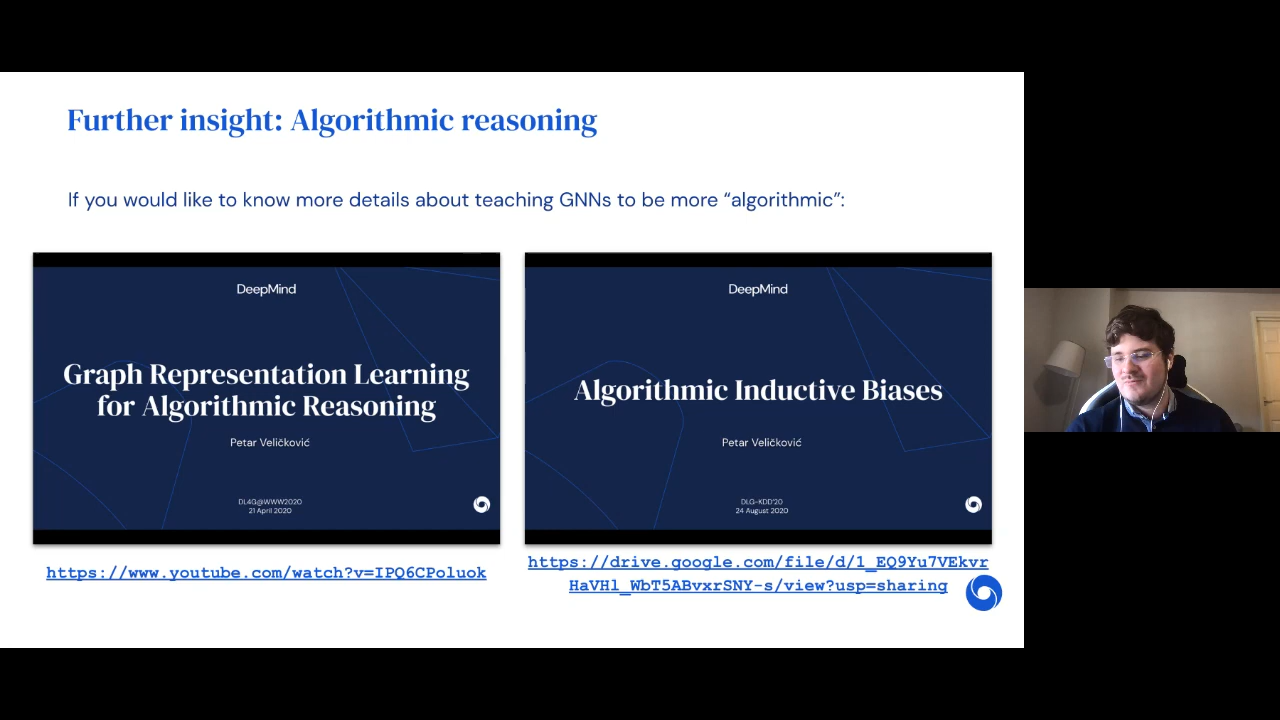 Further insight: Algorithmic reasoning
If you would like to know more details about teaching GNNs to be more “algorithmic”:
DeepMind
Graph Representation Learning
for Algorithmic Reasoning
Petar Veličković
DL4G@WWW2020
21 April 2020
https://www.youtube.com/watch?v=IPQ6CPoluok
DeepMind
Algorithmic Inductive Biases
Petar Veličković
DLG-KDD'20
24 August 2020
https://drive.google.com/file/d/1_EQ9Yu7VEkvr
HaVHl_WbT5ABvxrSNY-s/view?usp=sharing